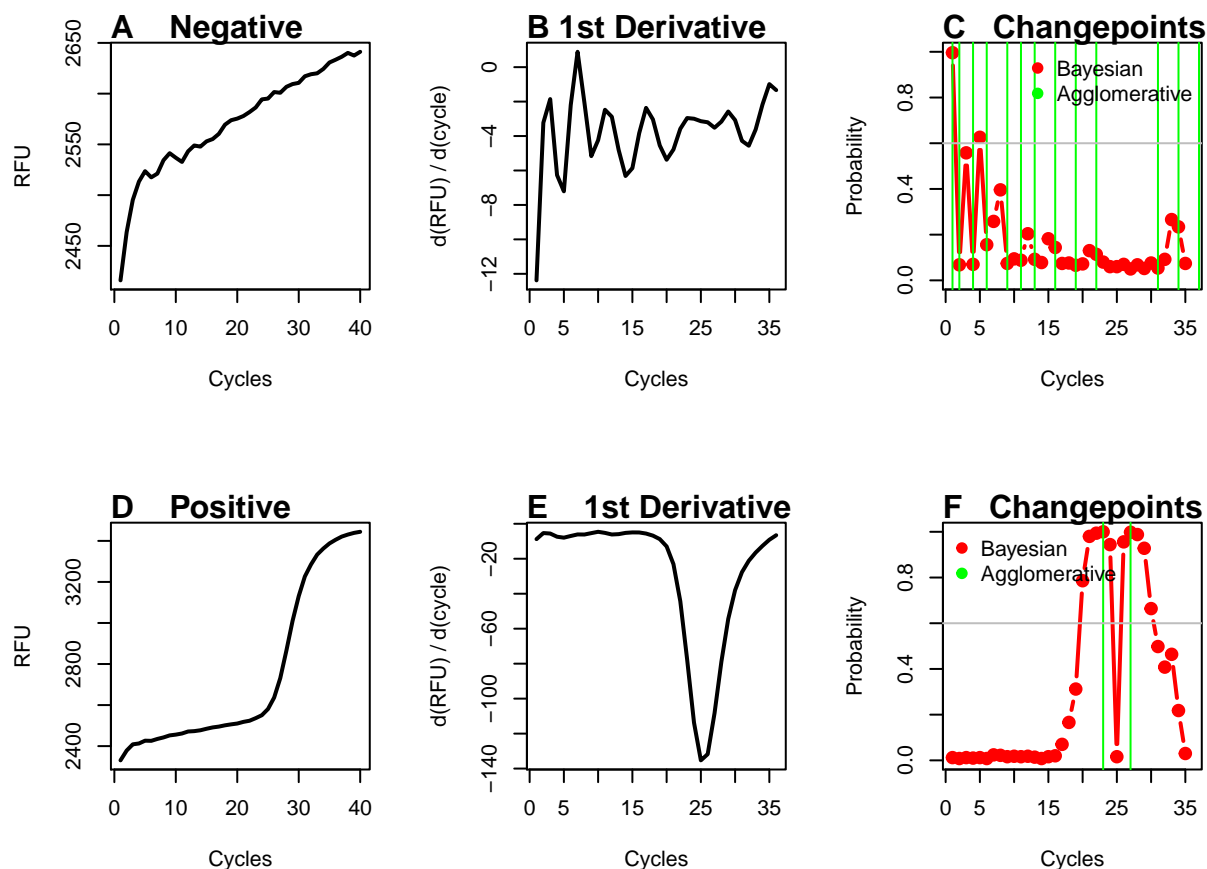 A Negative
2450 2550 2650
RFU
0 10 20 30 40
Cycles
B 1st Derivative
−12 −8 −4 0
d(RFU) / d(cycle)
0 5 15 25 35
Cycles
C Changepoints
Bayesian
Agglomerative
0.0 0.4 0.8
Probability
0 5 15 25 35
Cycles
D Positive
2400 2800 3200
RFU
0 10 20 30 40
Cycles
E 1st Derivative
−140 −100 −60 −20
d(RFU) / d(cycle)
0 5 15 25 35
Cycles
F Changepoints
Bayesian
Agglomerative
0.0 0.4 0.8
Probability
0 5 15 25 35
Cycles